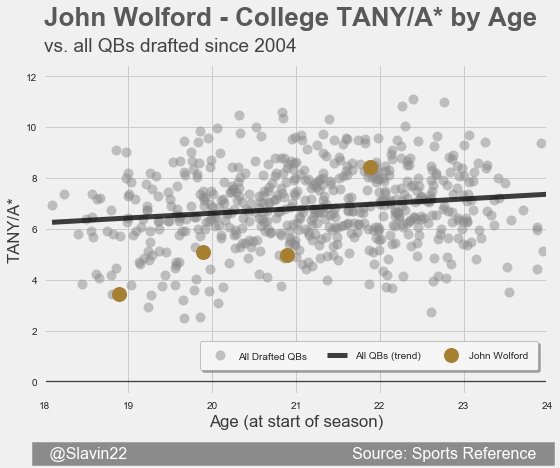 John Wolford - College TANY/A* by Age
vs. all QBs drafted since 2004
12
10
8
6
4
2
0
TANY/A*
All Drafted QBs All QBs (trend) John Wolford
18 19 20 21 22 23 24
Age (at start of season)
@Slavin22 Source: Sports Reference